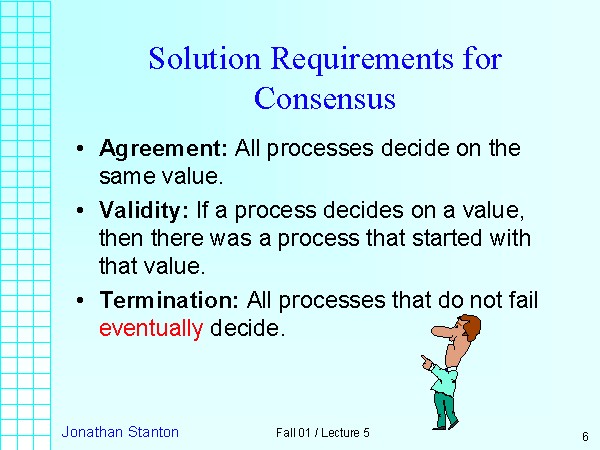 Solution Requirements for
Consensus
• Agreement: All processes decide on the
same value.
• Validity: If a process decides on a value,
then there was a process that started with
that value.
• Termination: All processes that do not fail
eventually decide.
Jonathan Stanton
Fall 01 / Lecture 5
6